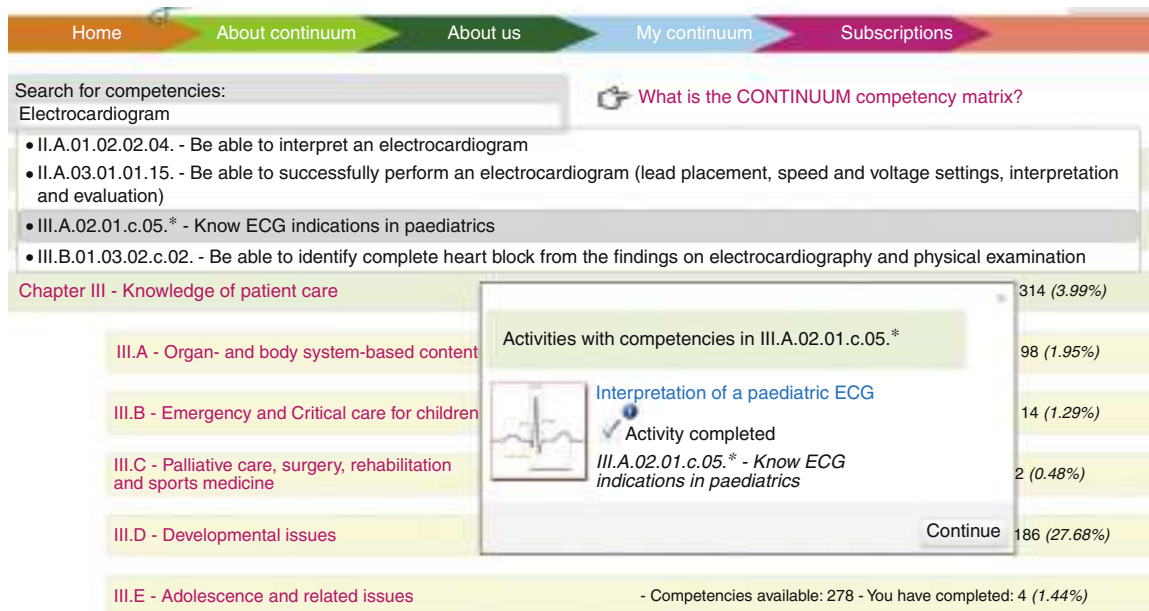 Home About continuum About us My continuum Subscriptions
Search for competencies:
What is the CONTINUUM competency matrix?
Electrocardiogram
• II.A.01.02.02.04. - Be able to interpret an electrocardiogram
• II.A.03.01.01.15. - Be able to successfully perform an electrocardiogram (lead placement, speed and voltage settings, interpretation
and evaluation)
• III.A.02.01.c.05.* - Know ECG indications in paediatrics
• III.B.01.03.02.c.02. - Be able to identify complete heart block from the findings on electrocardiography and physical examination
Chapter III - Knowledge of patient care
314 (3.99%)
Activities with competencies in III.A.02.01.c.05.*
III.A - Organ- and body system-based content
98 (1.95%)
Interpretation of a paediatric ECG
III.B - Emergency and Critical care for children
14 (1.29%)
Activity completed
III.A.02.01.c.05.* - Know ECG
indications in paediatrics
III.C - Palliative care, surgery, rehabilitation
and sports medicine
2 (0.48%)
Continue
III.D - Developmental issues
186 (27.68%)
III.E - Adolescence and related issues
- Competencies available: 278 - You have completed: 4 (1.44%)